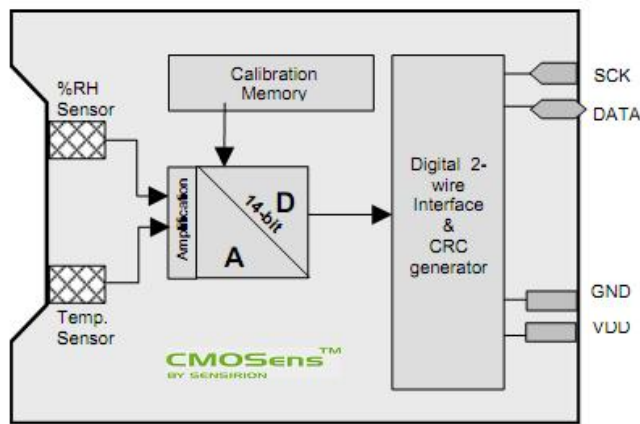 %RH
Sensor
Calibration
Memory
SCK
DATA
Amplification
14-bit
D
A
Digital 2-
wire
Interface
&
CRC
generator
Temp.
Sensor
GND
VDD
CMOSens™
BY SENSIRION